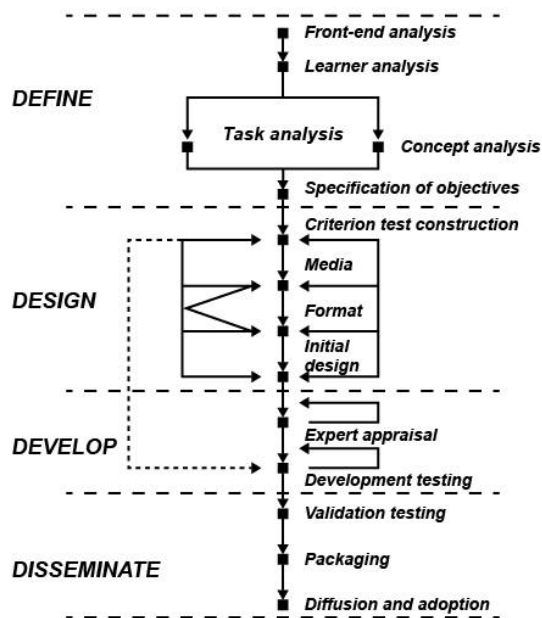 Front-end analysis
Learner analysis
DEFINE
Task analysis
Concept analysis
Specification of objectives
Criterion test construction
Media
DESIGN
Format
Initial
design
Expert appraisal
DEVELOP
Development testing
Validation testing
Packaging
DISSEMINATE
Diffusion and adoption